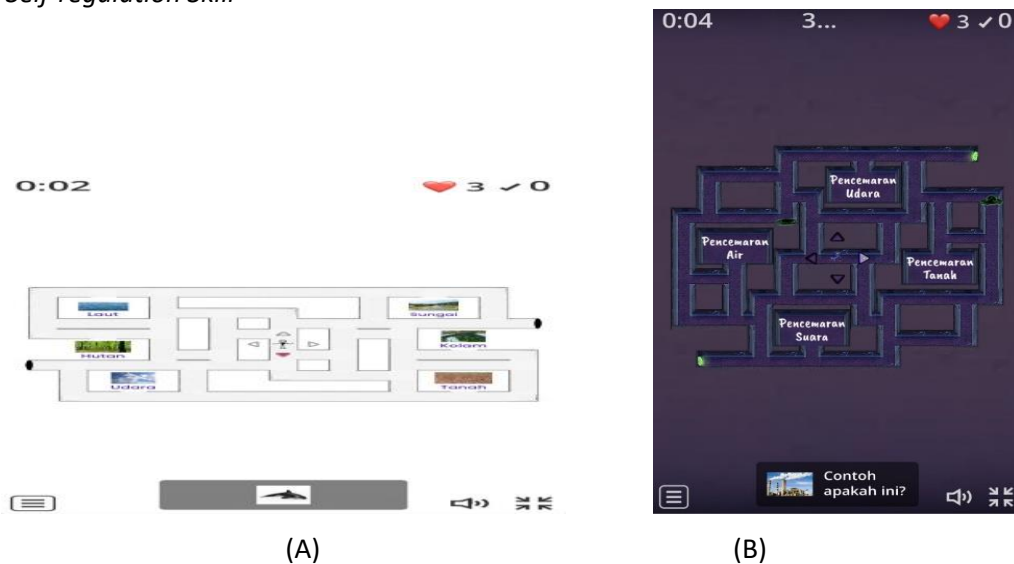 Self-regulation Skill
0:02
3 ✓ 0
Laut
Sungai
Hutan
Kolam
Udara
Tanah
(A)
0:04
3...
3 ✓ 0
Pencemaran
Udara
Pencemaran
Air
Pencemaran
Tanah
Pencemaran
Suara
Contoh
apakah ini?
(B)